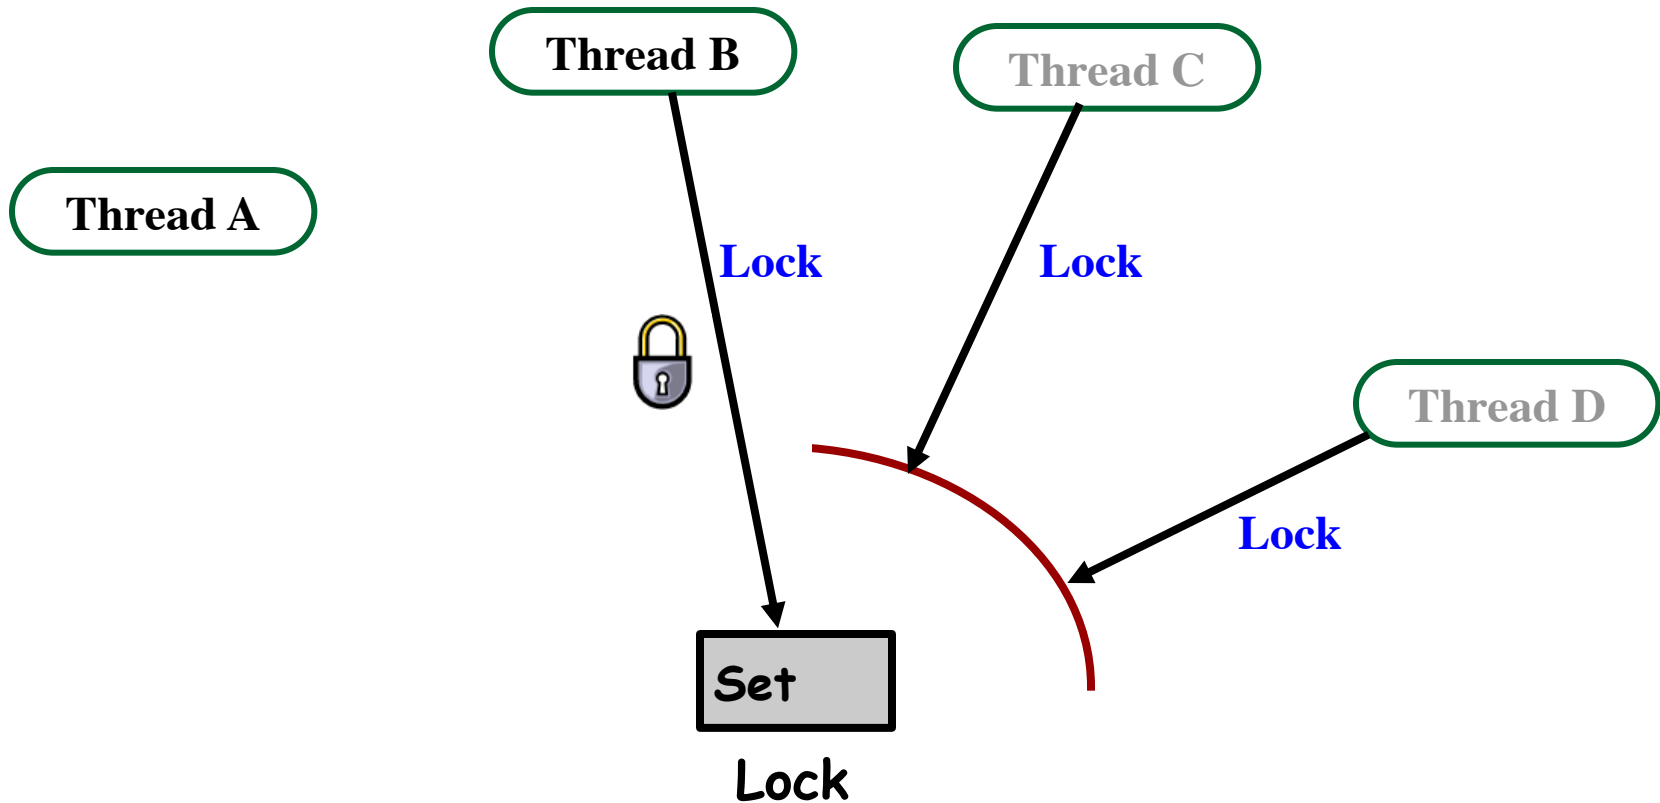 Thread B
Thread C
Thread A
Lock
Lock
Thread D
Lock
Set
Lock